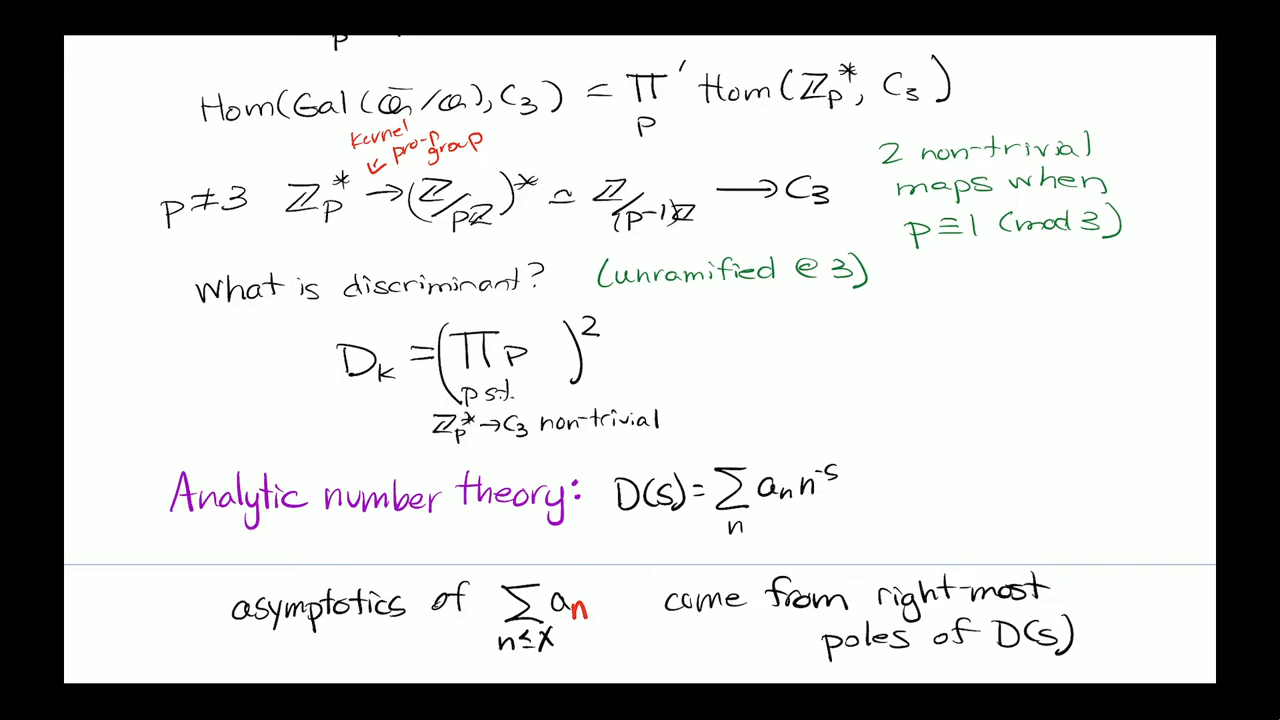 p
Hom(Gal(Q̄/Q), C₃) ≃ ∏'_p Hom(ℤ_p^*, C₃)
kernel
pro-p
group
p≠3 ℤ_p^* → (ℤ/pℤ)^* ≃ ℤ/(p-1)ℤ → C₃
2 non-trivial
maps when
p≡1 (mod 3)
What is discriminant?
(unramified @ 3)
D_K = (∏ p)²
p s.t.
ℤ_p^* → C₃ non-trivial
Analytic number theory: D(s) = ∑_n a_n n^{-s}
asymptotics of ∑_{n≤X} a_n come from right-most
poles of D(s)